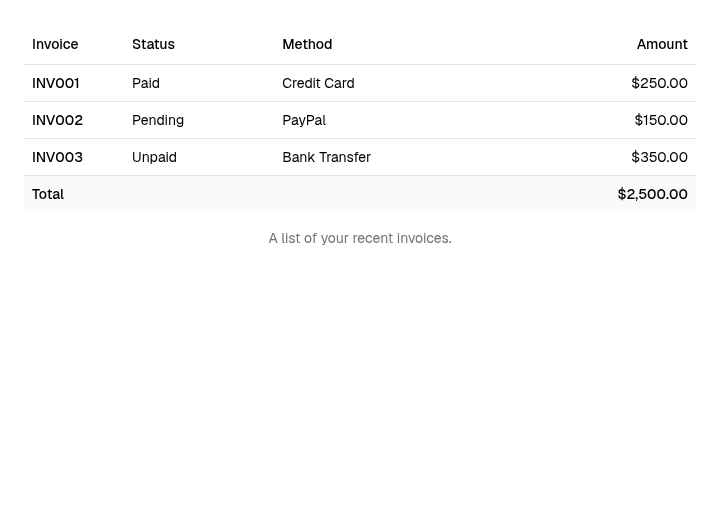 Invoice Status Method Amount
INV001 Paid Credit Card $250.00
INV002 Pending PayPal $150.00
INV003 Unpaid Bank Transfer $350.00
Total $2,500.00
A list of your recent invoices.